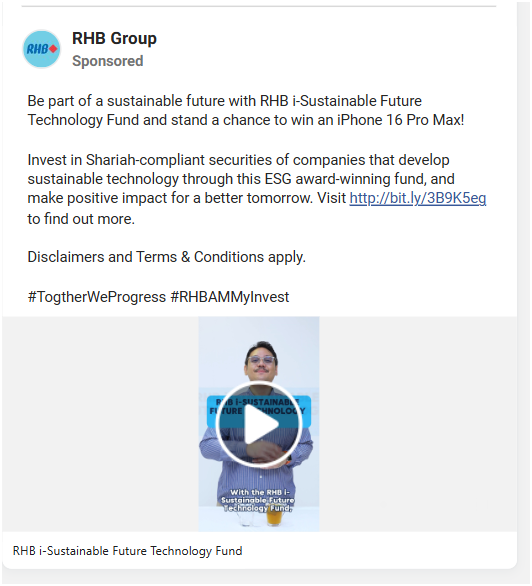 RHB
RHB Group
Sponsored
Be part of a sustainable future with RHB i-Sustainable Future
Technology Fund and stand a chance to win an iPhone 16 Pro Max!
Invest in Shariah-compliant securities of companies that develop
sustainable technology through this ESG award-winning fund, and
make positive impact for a better tomorrow. Visit http://bit.ly/3B9K5eg
to find out more.
Disclaimers and Terms & Conditions apply.
#TogtherWeProgress #RHBAMMyInvest
RHB i-SUSTAINABLE
FUTURE TECHNOLOGY
With the RHB i-
Sustainable Future
Technology Fund,
RHB i-Sustainable Future Technology Fund